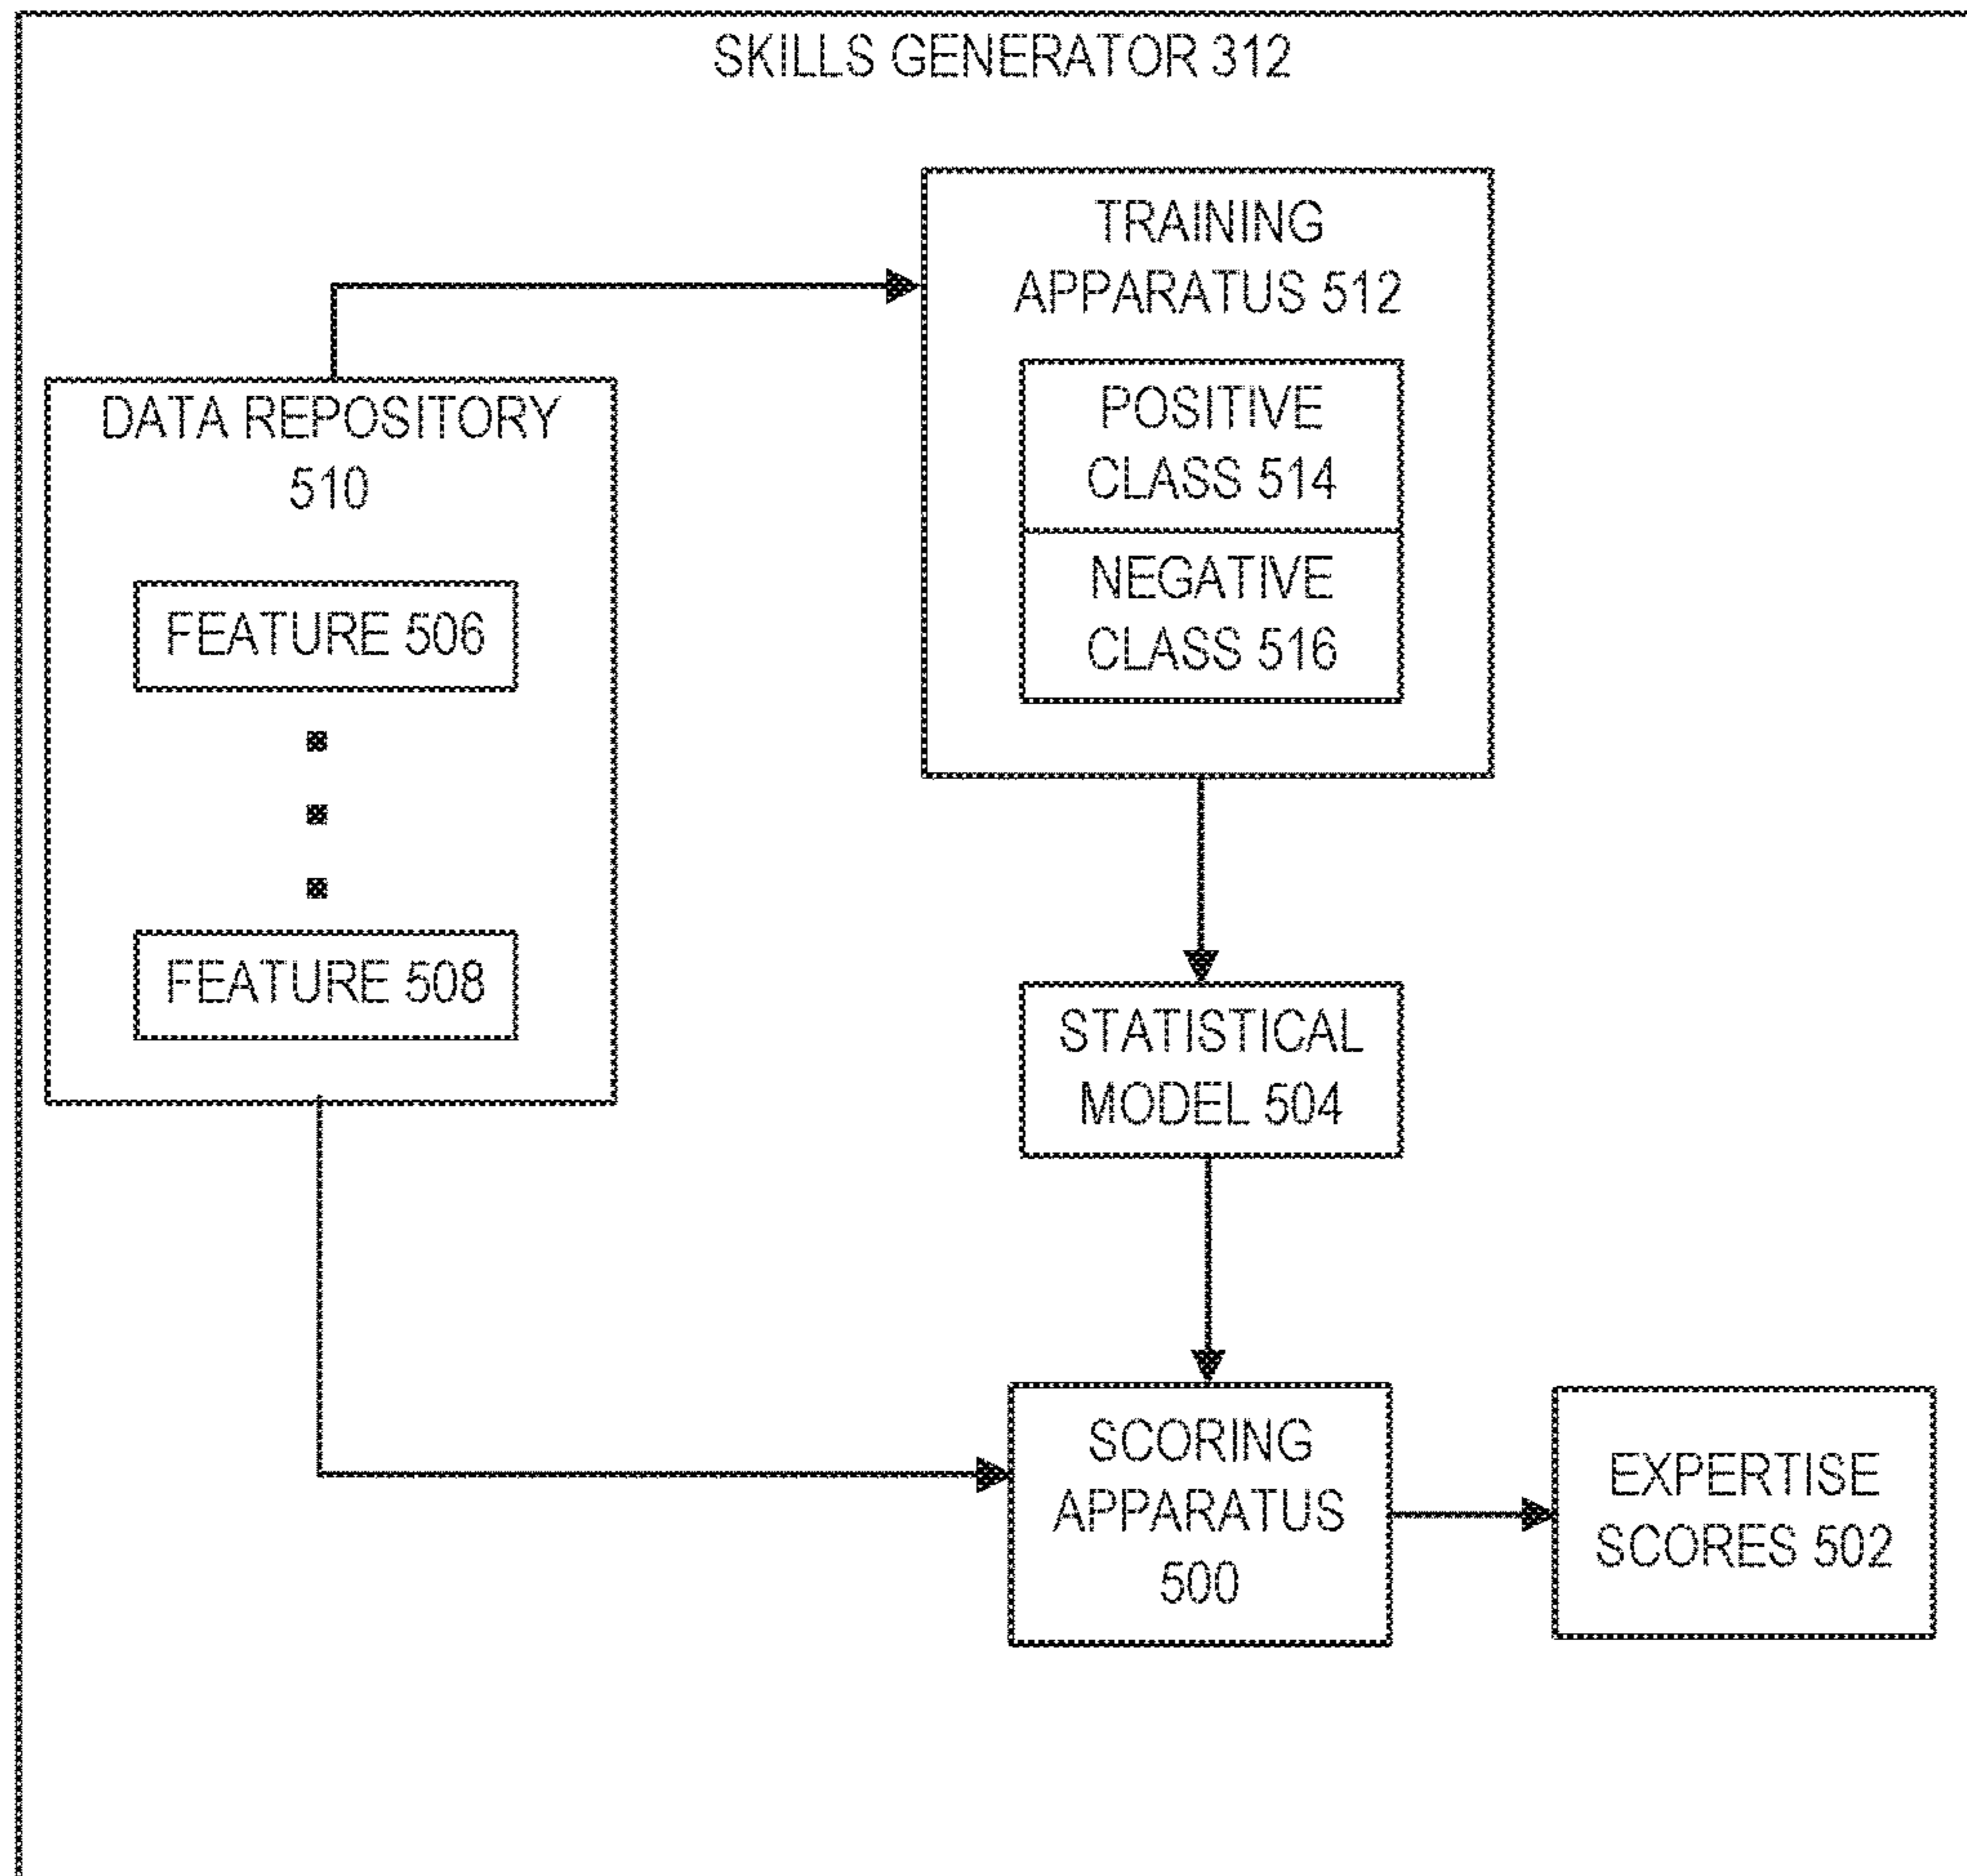 SKILLS GENERATOR 312
TRAINING
APPARATUS 512
POSITIVE
CLASS 514
NEGATIVE
CLASS 516
DATA REPOSITORY
510
FEATURE 506
FEATURE 508
STATISTICAL
MODEL 504
SCORING
APPARATUS
500
EXPERTISE
SCORES 502